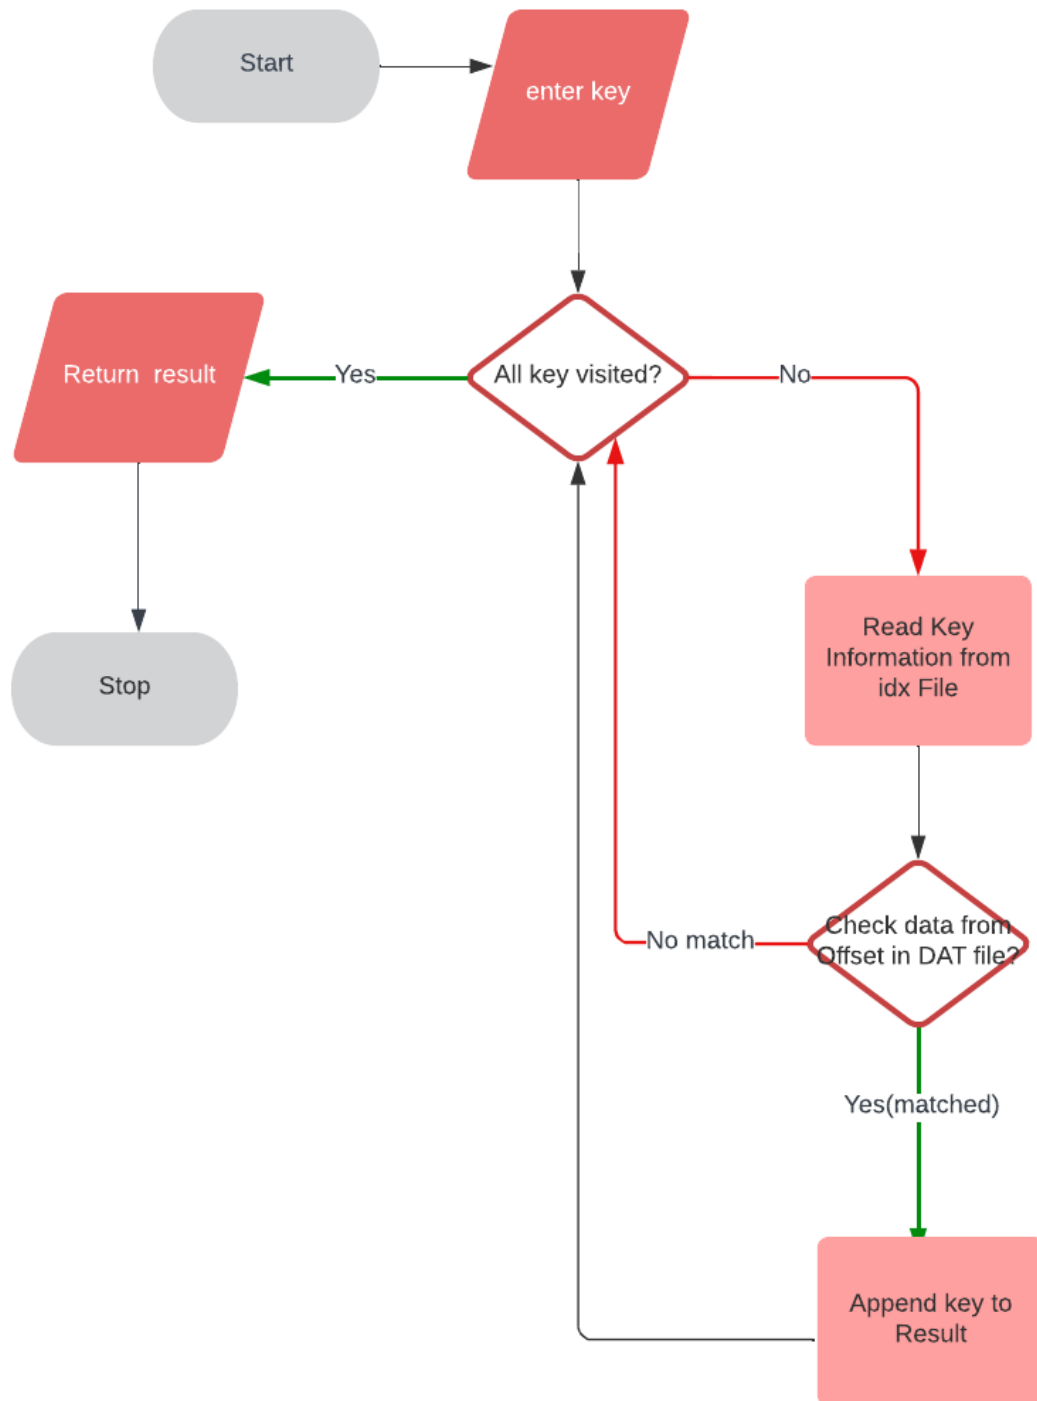 Start
enter key
All key visited?
Yes
No
Return  result
Stop
Read Key
Information from
idx File
Check data from
Offset in DAT file?
No match
Yes(matched)
Append key to
Result